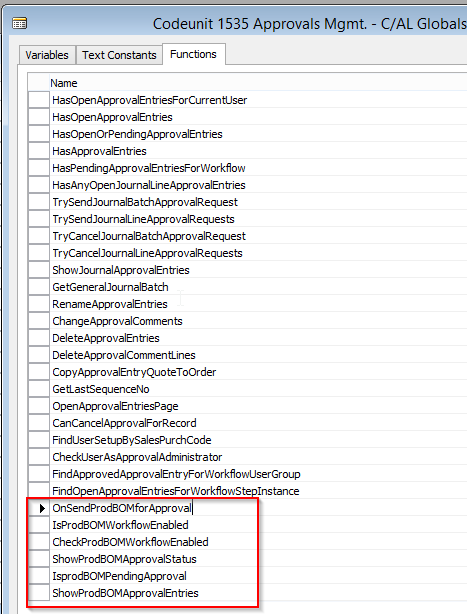 Codeunit 1535 Approvals Mgmt. - C/AL Globals
Variables Text Constants Functions
Name
HasOpenApprovalEntriesForCurrentUser
HasOpenApprovalEntries
HasOpenOrPendingApprovalEntries
HasApprovalEntries
HasPendingApprovalEntriesForWorkflow
HasAnyOpenJournalLineApprovalEntries
TrySendJournalBatchApprovalRequest
TrySendJournalLineApprovalRequests
TryCancelJournalBatchApprovalRequest
TryCancelJournalLineApprovalRequests
ShowJournalApprovalEntries
GetGeneralJournalBatch
RenameApprovalEntries
ChangeApprovalComments
DeleteApprovalEntries
DeleteApprovalCommentLines
CopyApprovalEntryQuoteToOrder
GetLastSequenceNo
OpenApprovalEntriesPage
CanCancelApprovalForRecord
FindUserSetupBySalesPurchCode
CheckUserAsApprovalAdministrator
FindApprovedApprovalEntryForWorkflowUserGroup
FindOpenApprovalEntriesForWorkflowStepInstance
OnSendProdBOMforApproval
IsProdBOMWorkflowEnabled
CheckProdBOMWorkflowEnabled
ShowProdBOMApprovalStatus
IsprodBOMPendingApproval
ShowProdBOMApprovalEntries